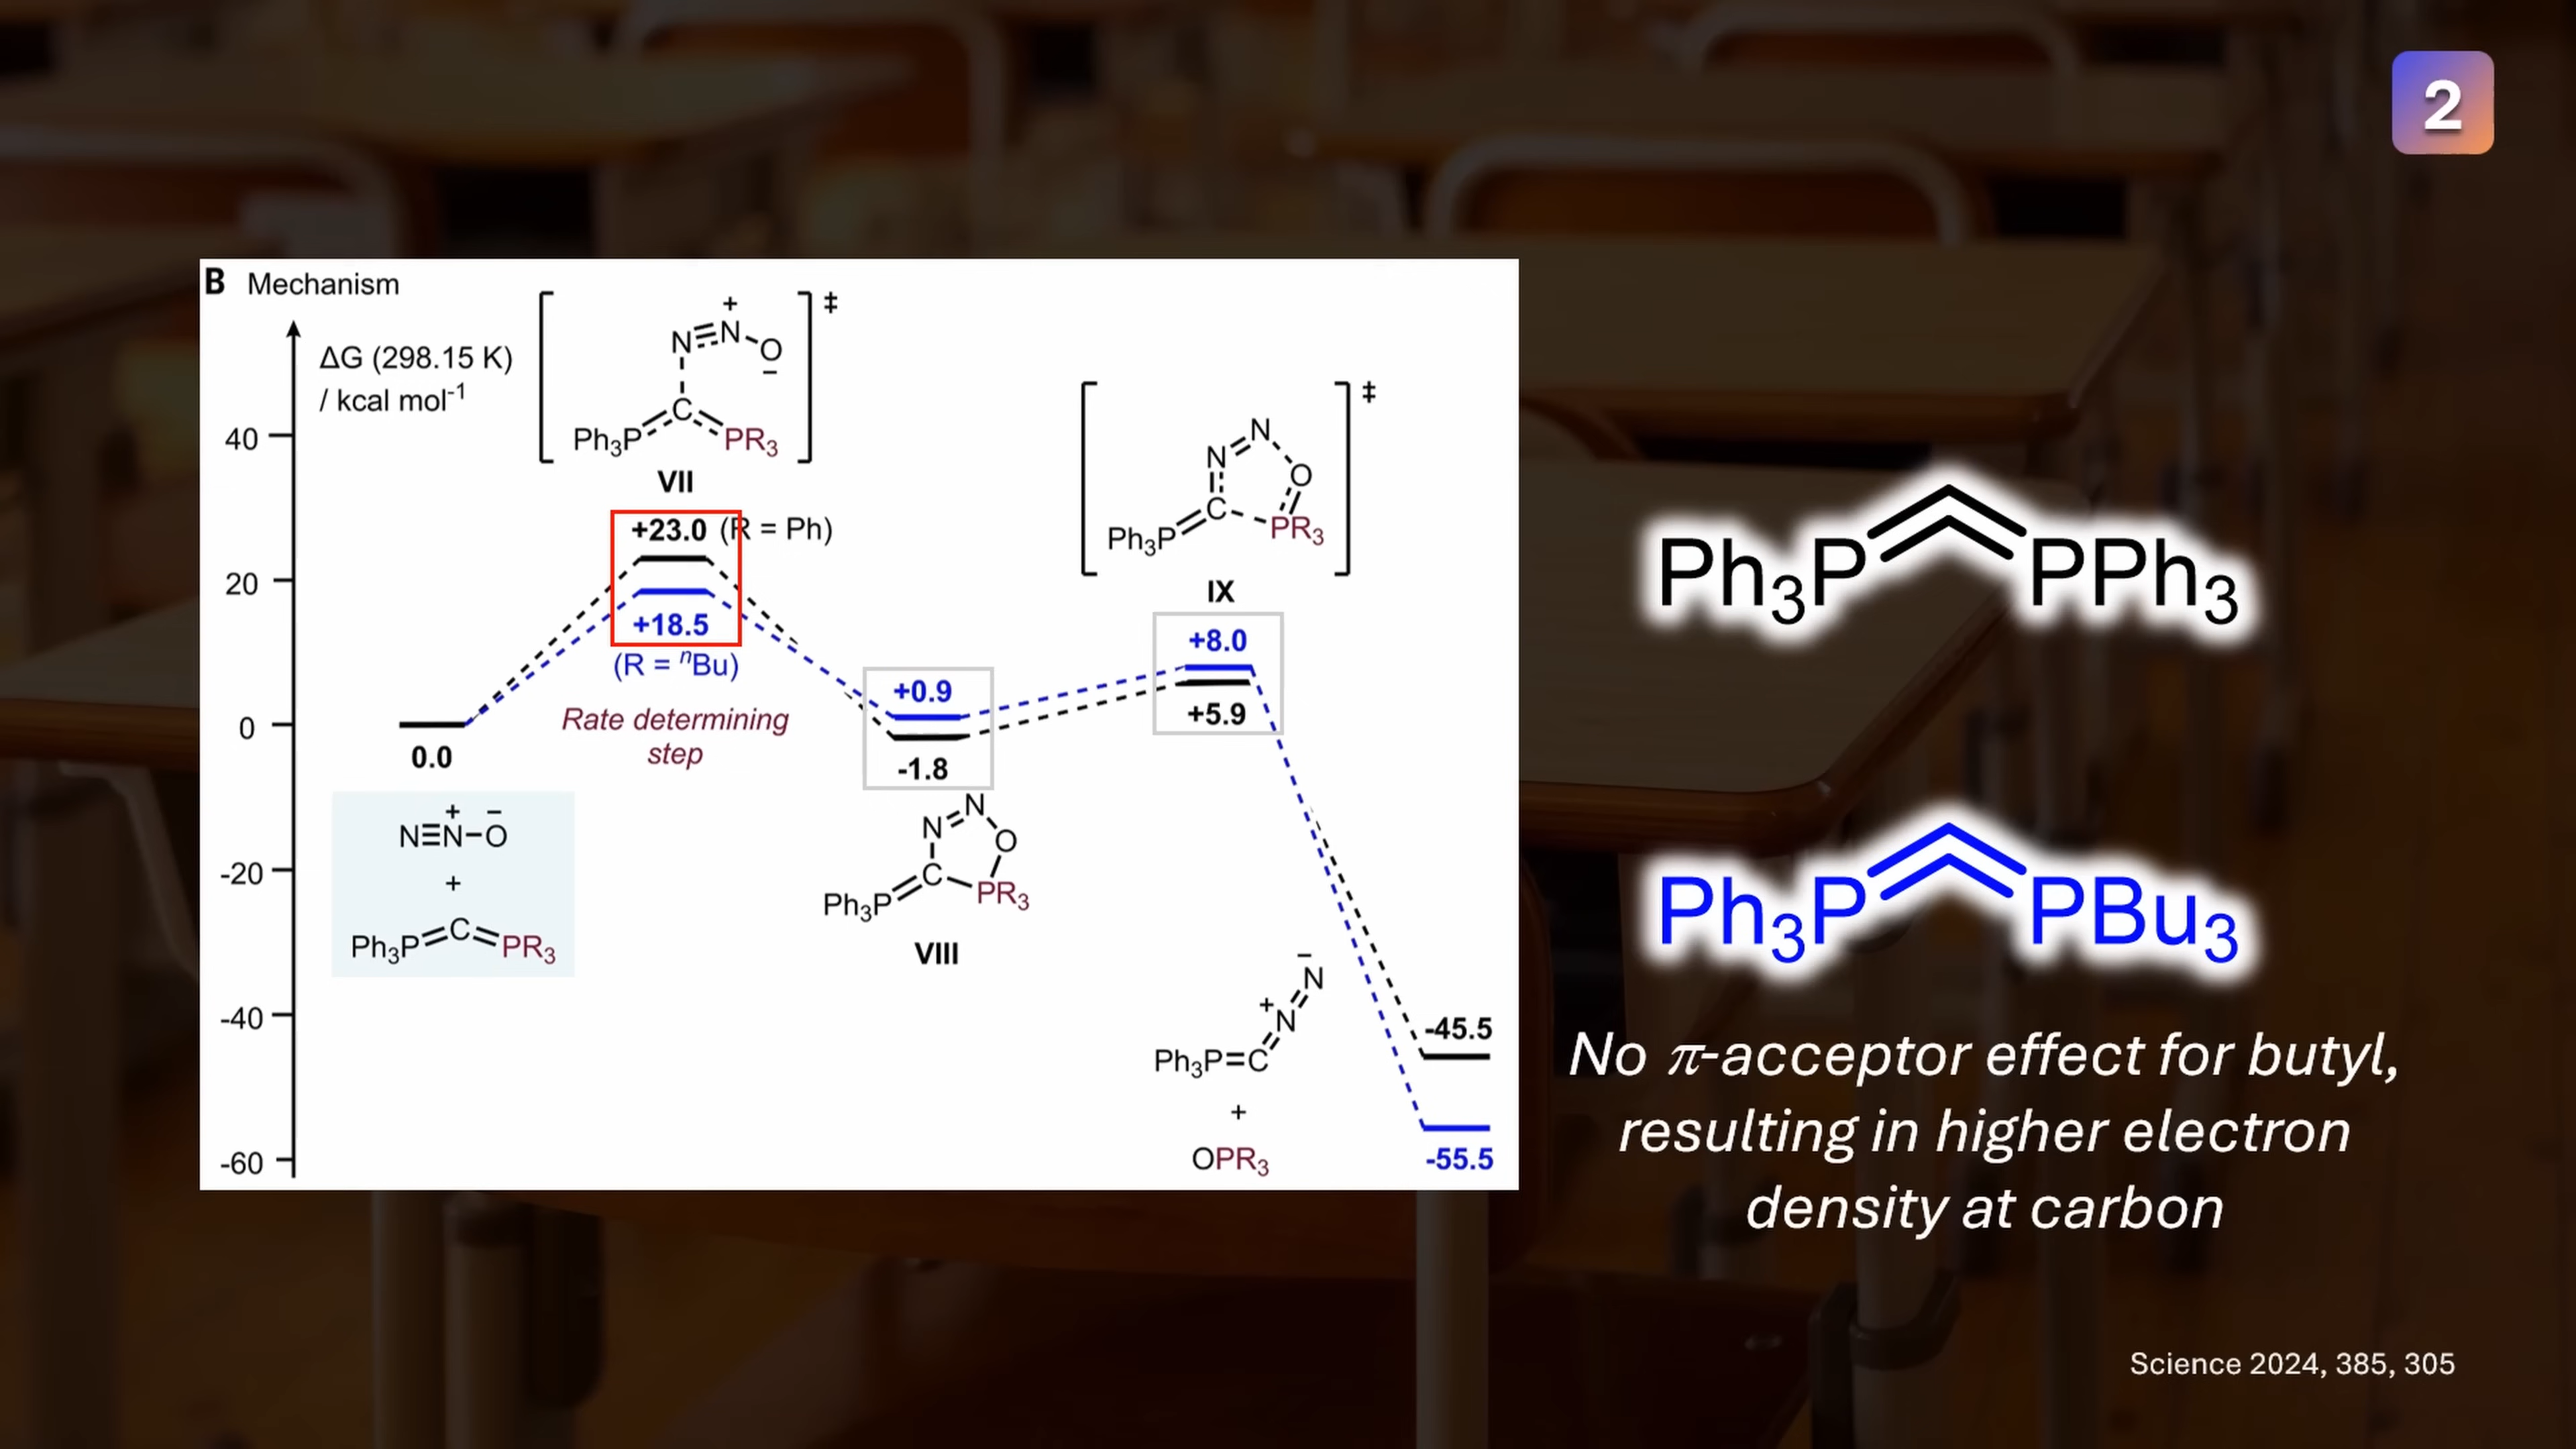 2
B Mechanism
ΔG (298.15 K)
/ kcal mol⁻¹
40
20
0
-20
-40
-60
N≡N⁺-O⁻
Ph₃P C PR₃
‡
VII
+23.0 (R = Ph)
+18.5
(R = ⁿBu)
Rate determining
step
0.0
N≡N⁺-O⁻
+
Ph₃P=C=PR₃
+0.9
-1.8
N=N
O
Ph₃P=C-PR₃
VIII
N=N
O
Ph₃P=C PR₃
‡
IX
+8.0
+5.9
Ph₃P=C=N⁺=N⁻
+
OPR₃
-45.5
-55.5
Ph₃P PPh₃
Ph₃P PBu₃
No π-acceptor effect for butyl,
resulting in higher electron
density at carbon
Science 2024, 385, 305